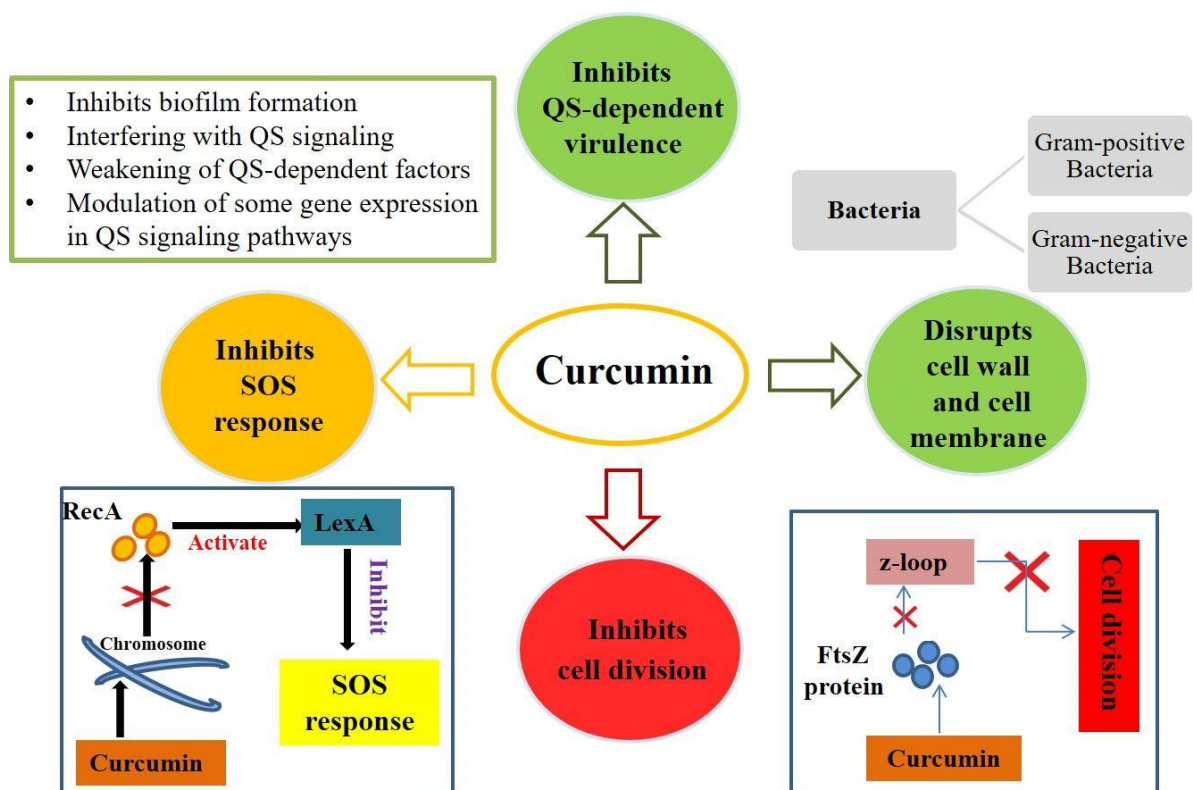 Inhibits
QS-dependent
virulence
• Inhibits biofilm formation
• Interfering with QS signaling
• Weakening of QS-dependent factors
• Modulation of some gene expression
in QS signaling pathways
Bacteria
Gram-positive
Bacteria
Gram-negative
Bacteria
Inhibits
SOS
response
Curcumin
Disrupts
cell wall
and cell
membrane
Inhibits
cell division
RecA
Activate
LexA
Inhibit
Chromosome
SOS
response
Curcumin
z-loop
Cell division
FtsZ
protein
Curcumin